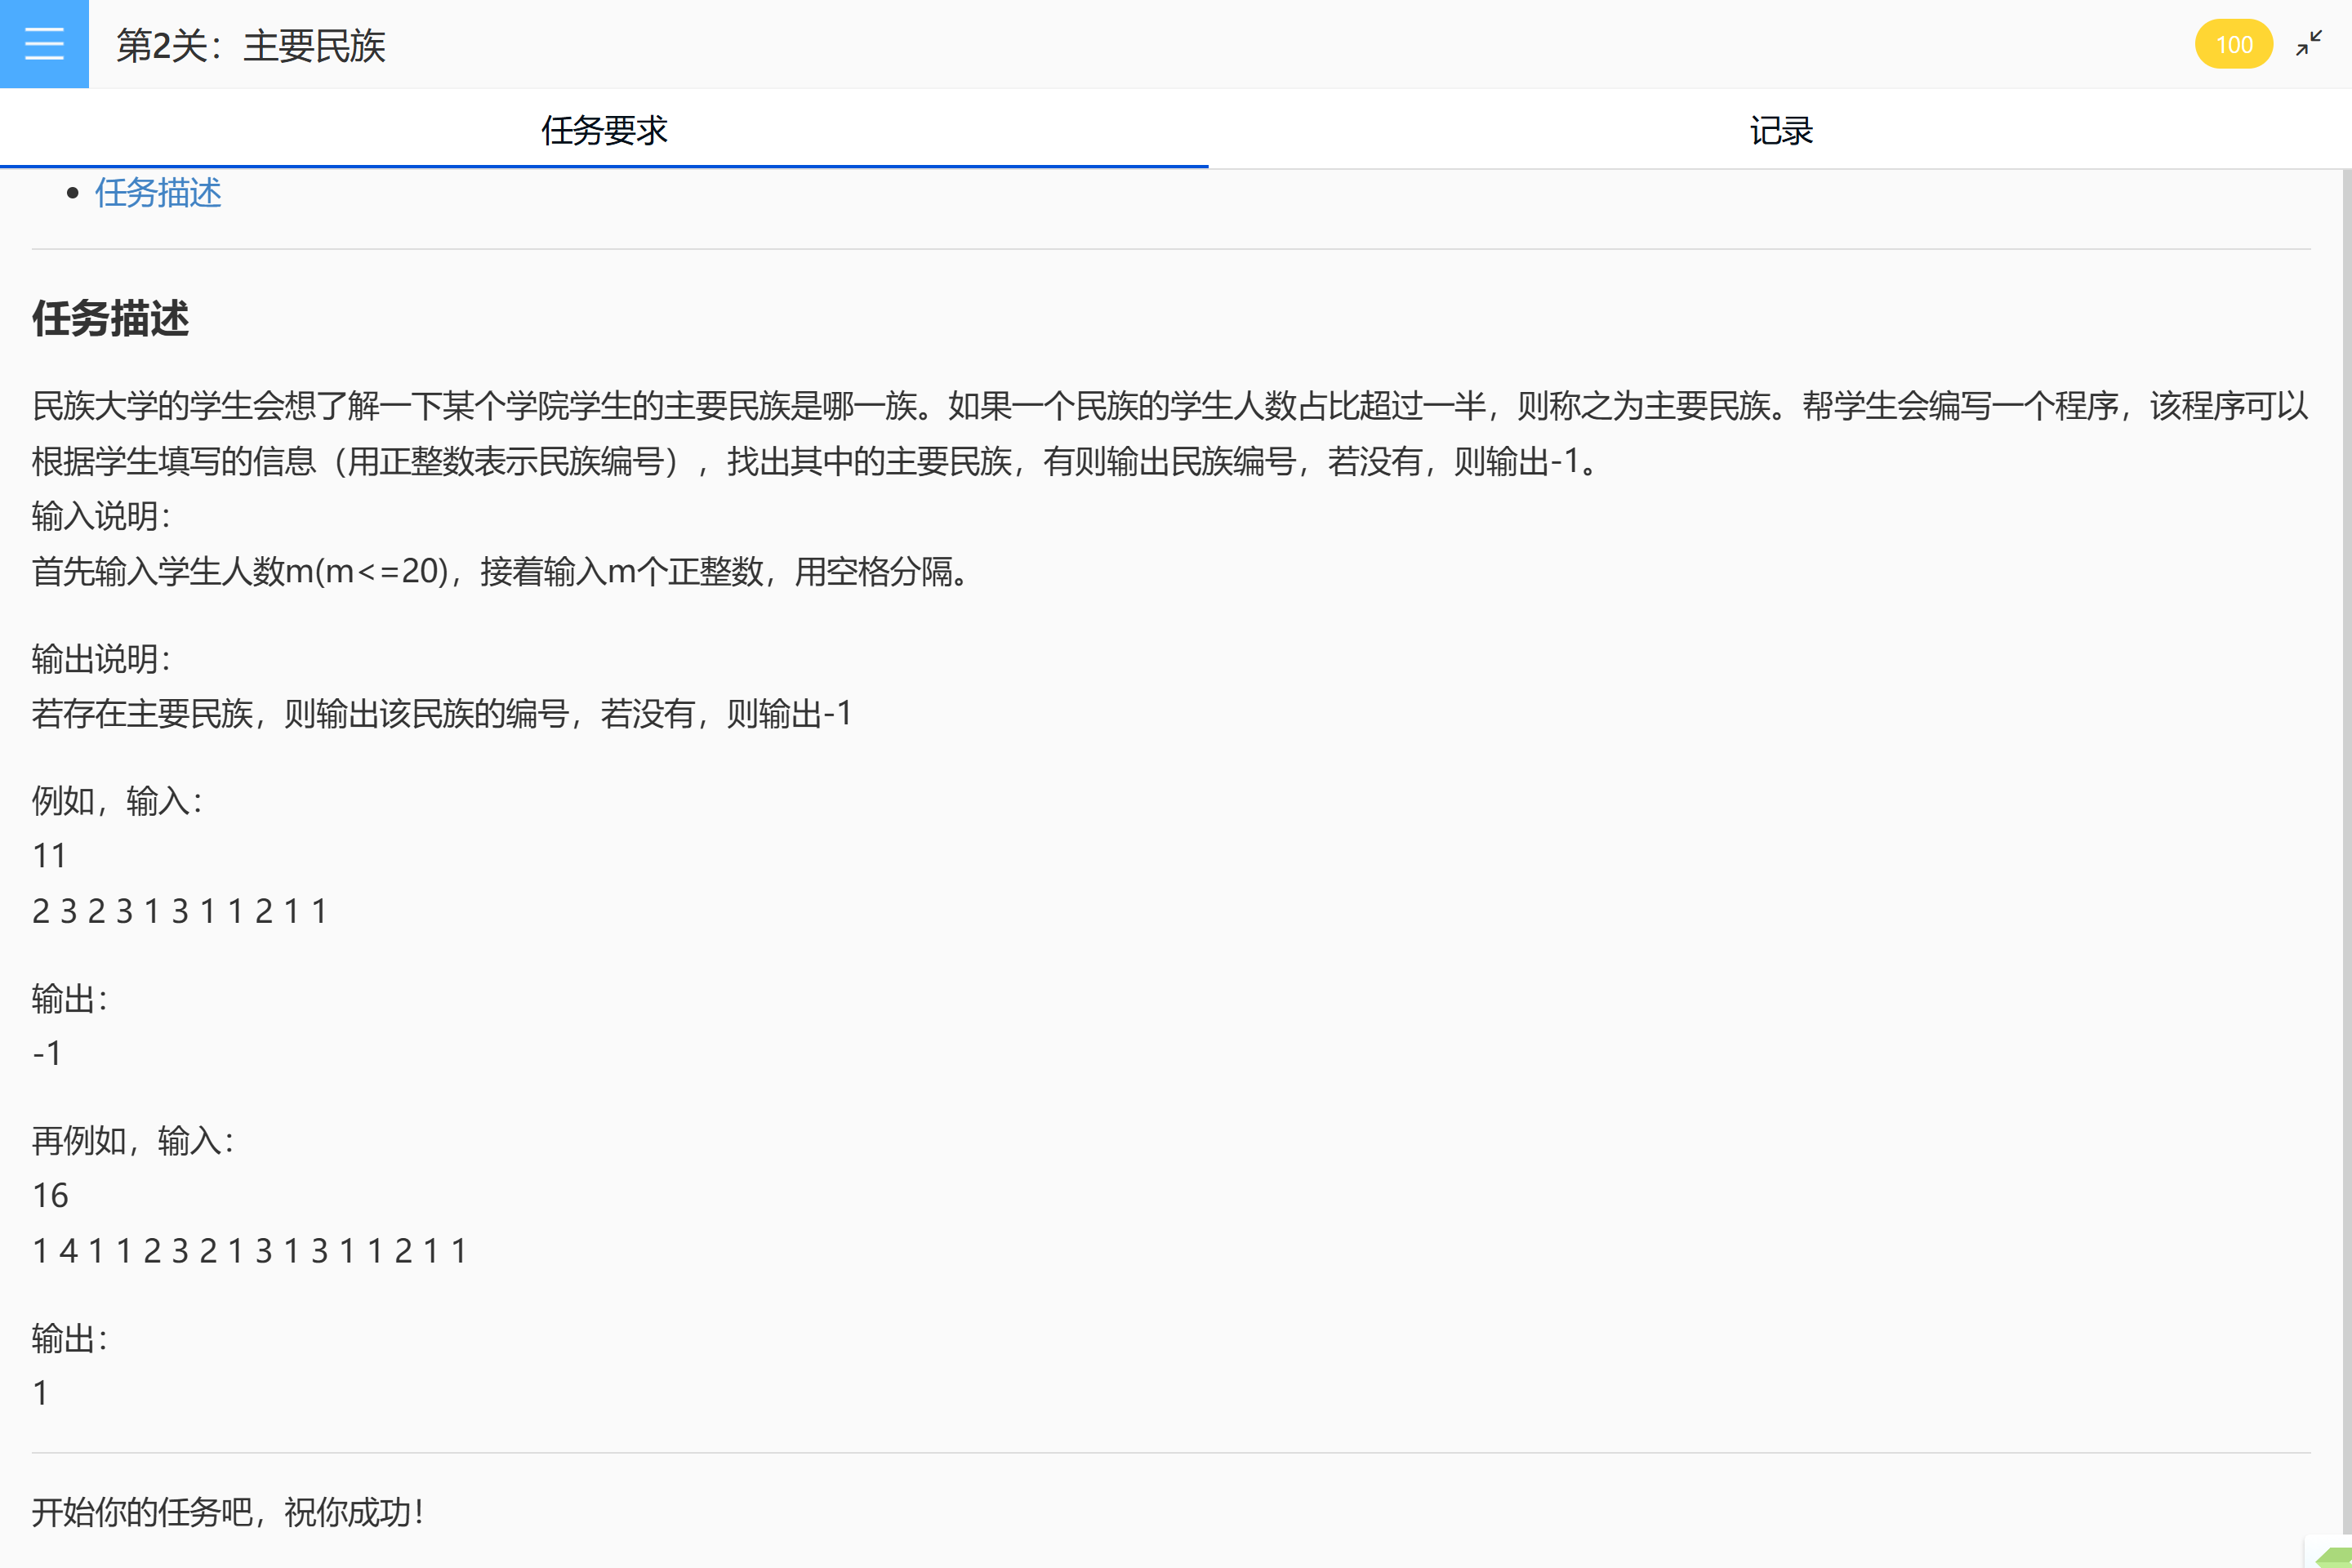 第2关：主要民族
100
任务要求
记录
任务描述
任务描述
民族大学的学生会想了解一下某个学院学生的主要民族是哪一族。如果一个民族的学生人数占比超过一半，则称之为主要民族。帮学生会编写一个程序，该程序可以
根据学生填写的信息（用正整数表示民族编号），找出其中的主要民族，有则输出民族编号，若没有，则输出-1。
输入说明：
首先输入学生人数m(m<=20)，接着输入m个正整数，用空格分隔。
输出说明：
若存在主要民族，则输出该民族的编号，若没有，则输出-1
例如，输入：
11
2 3 2 3 1 3 1 1 2 1 1
输出：
-1
再例如，输入：
16
1 4 1 1 2 3 2 1 3 1 3 1 1 2 1 1
输出：
1
开始你的任务吧，祝你成功！